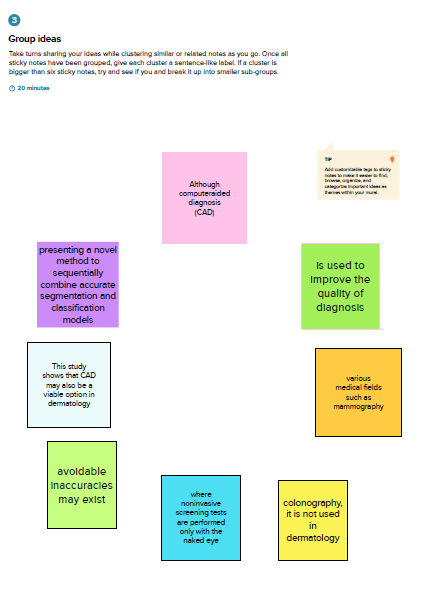 3
Group ideas
Take turns sharing your ideas while clustering similar or related notes as you go. Once all
sticky notes have been grouped, give each cluster a sentence-like label. If a cluster is
bigger than six sticky notes, try and see if you and break it up into smaller sub-groups.
20 minutes
TIP
Add customizable tags to sticky
notes to make it easier to find,
browse, organize, and
categorize important ideas as
themes within your mural.
Although
computeraided
diagnosis
(CAD)
is used to
improve the
quality of
diagnosis
various
medical fields
such as
mammography
colonography,
it is not used
in
dermatology
where
noninvasive
screening tests
are performed
only with the
naked eye
avoidable
inaccuracies
may exist
This study
shows that CAD
may also be a
viable option in
dermatology
presenting a novel
method to
sequentially
combine accurate
segmentation and
classification
models